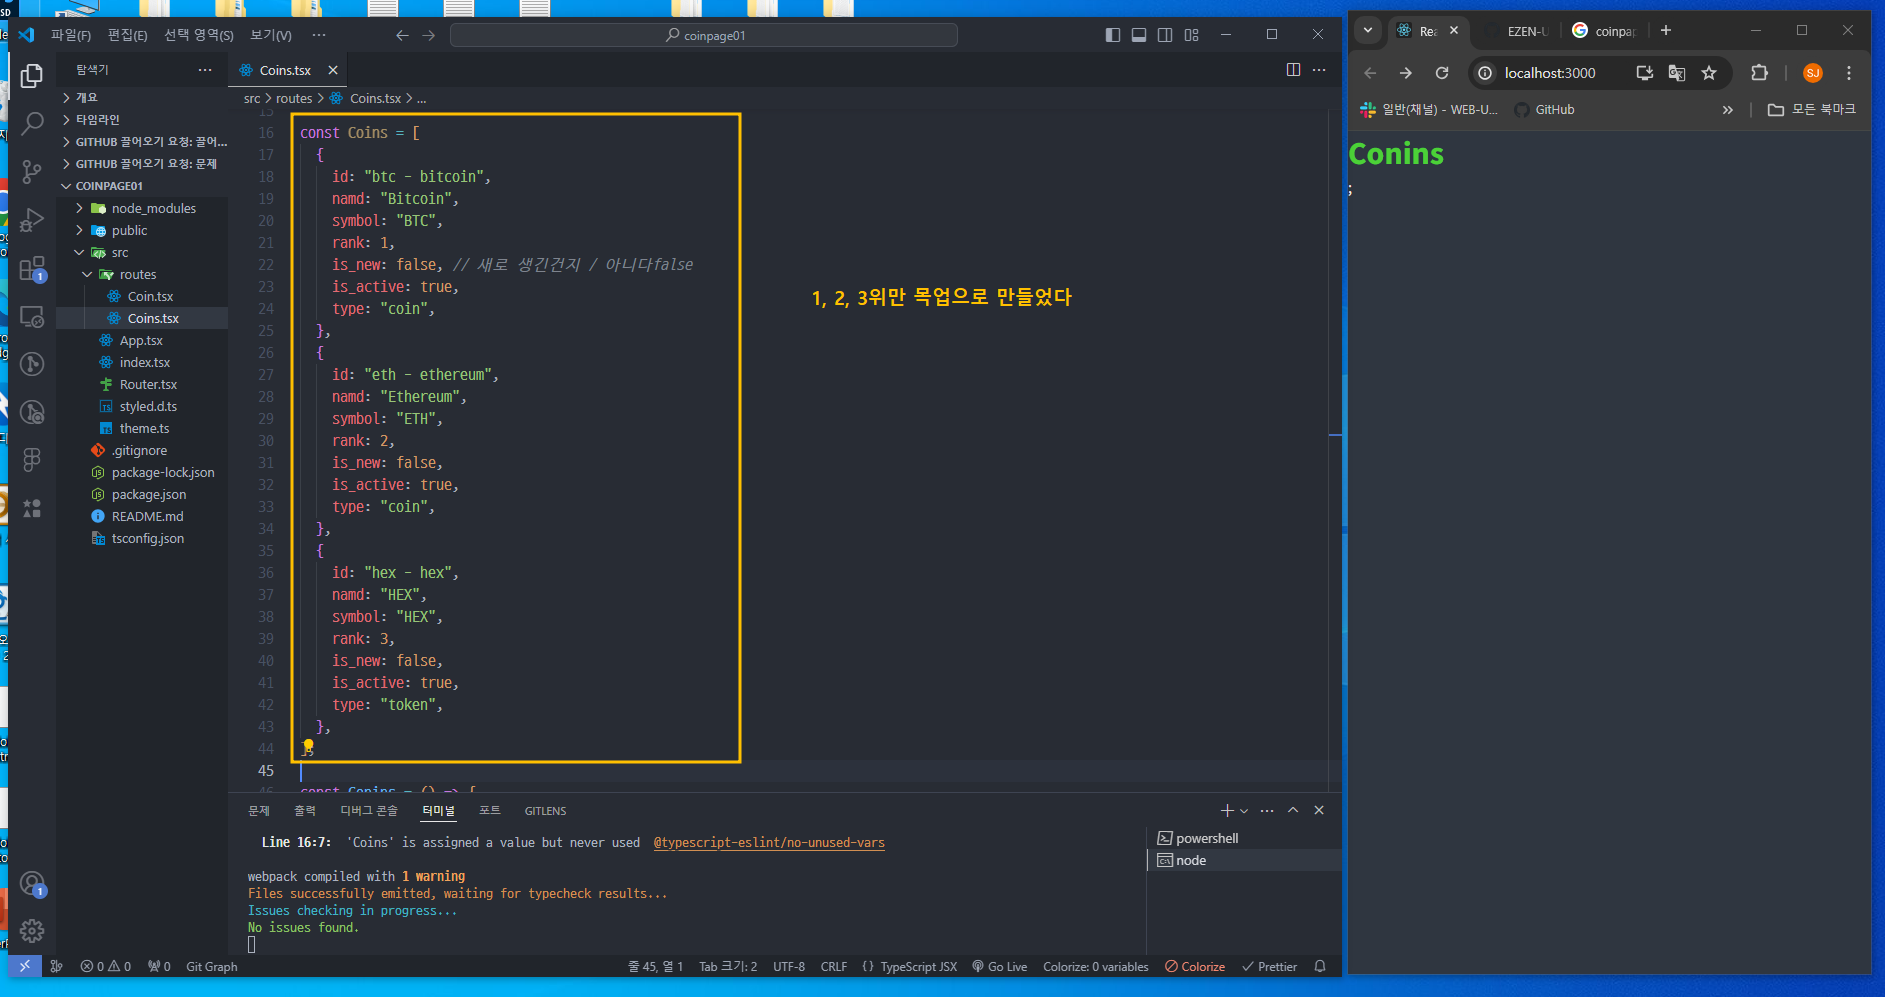 파일(F) 편집(E) 선택 영역(S) 보기(V) ··· coinpage01
탐색기 ···
개요
타임라인
GITHUB 끌어오기 요청: 끌어...
GITHUB 끌어오기 요청: 문제
COINPAGE01
node_modules
public
src
routes
Coin.tsx
Coins.tsx
App.tsx
index.tsx
Router.tsx
styled.d.ts
theme.ts
.gitignore
package-lock.json
package.json
README.md
tsconfig.json
1
1
Coins.tsx
src > routes > Coins.tsx > ...
15
16 const Coins = [
17 {
18 id: "btc - bitcoin",
19 namd: "Bitcoin",
20 symbol: "BTC",
21 rank: 1,
22 is_new: false, // 새로 생긴건지 / 아니다false
23 is_active: true,
24 type: "coin",
25 },
26 {
27 id: "eth - ethereum",
28 namd: "Ethereum",
29 symbol: "ETH",
30 rank: 2,
31 is_new: false,
32 is_active: true,
33 type: "coin",
34 },
35 {
36 id: "hex - hex",
37 namd: "HEX",
38 symbol: "HEX",
39 rank: 3,
40 is_new: false,
41 is_active: true,
42 type: "token",
43 },
44 ];
45
46 const Conins = () => {
1, 2, 3위만 목업으로 만들었다
문제 출력 디버그 콘솔 터미널 포트 GITLENS
Line 16:7: 'Coins' is assigned a value but never used @typescript-eslint/no-unused-vars
webpack compiled with 1 warning
Files successfully emitted, waiting for typecheck results...
Issues checking in progress...
No issues found.
powershell
node
0 0 0 Git Graph 줄 45, 열 1 Tab 크기: 2 UTF-8 CRLF {} TypeScript JSX Go Live Colorize: 0 variables Colorize Prettier
Rea EZEN-U coinpa
localhost:3000 SJ
일반(채널) - WEB-U... GitHub » 모든 북마크
Conins
;